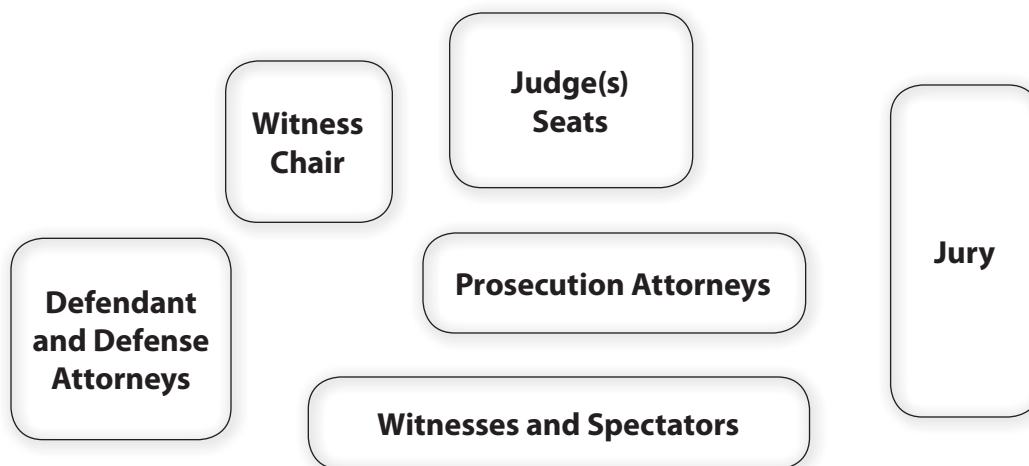 Judge(s)
Seats
Witness
Chair
Jury
Prosecution Attorneys
Defendant
and Defense
Attorneys
Witnesses and Spectators